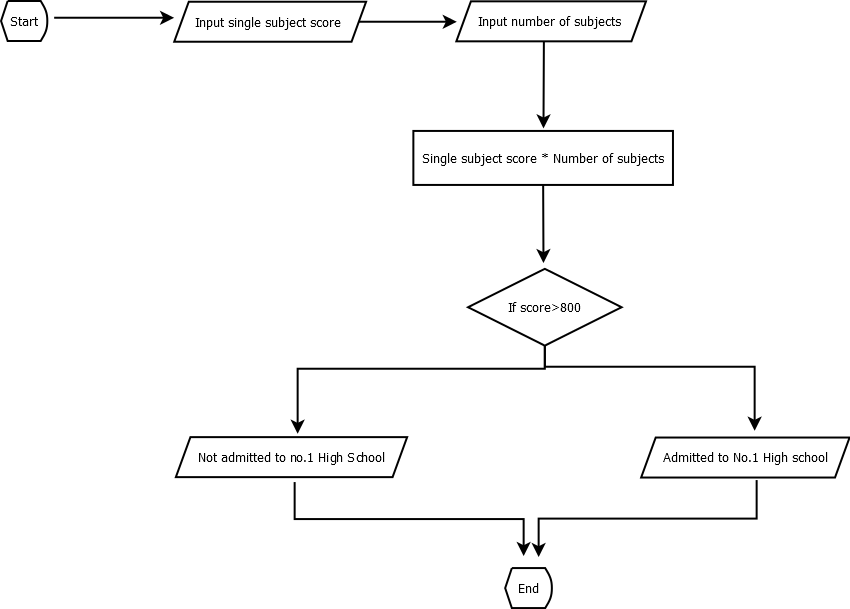 Start
Input single subject score
Input number of subjects
Single subject score * Number of subjects
If score>800
Not admitted to no.1 High School
Admitted to No.1 High school
End